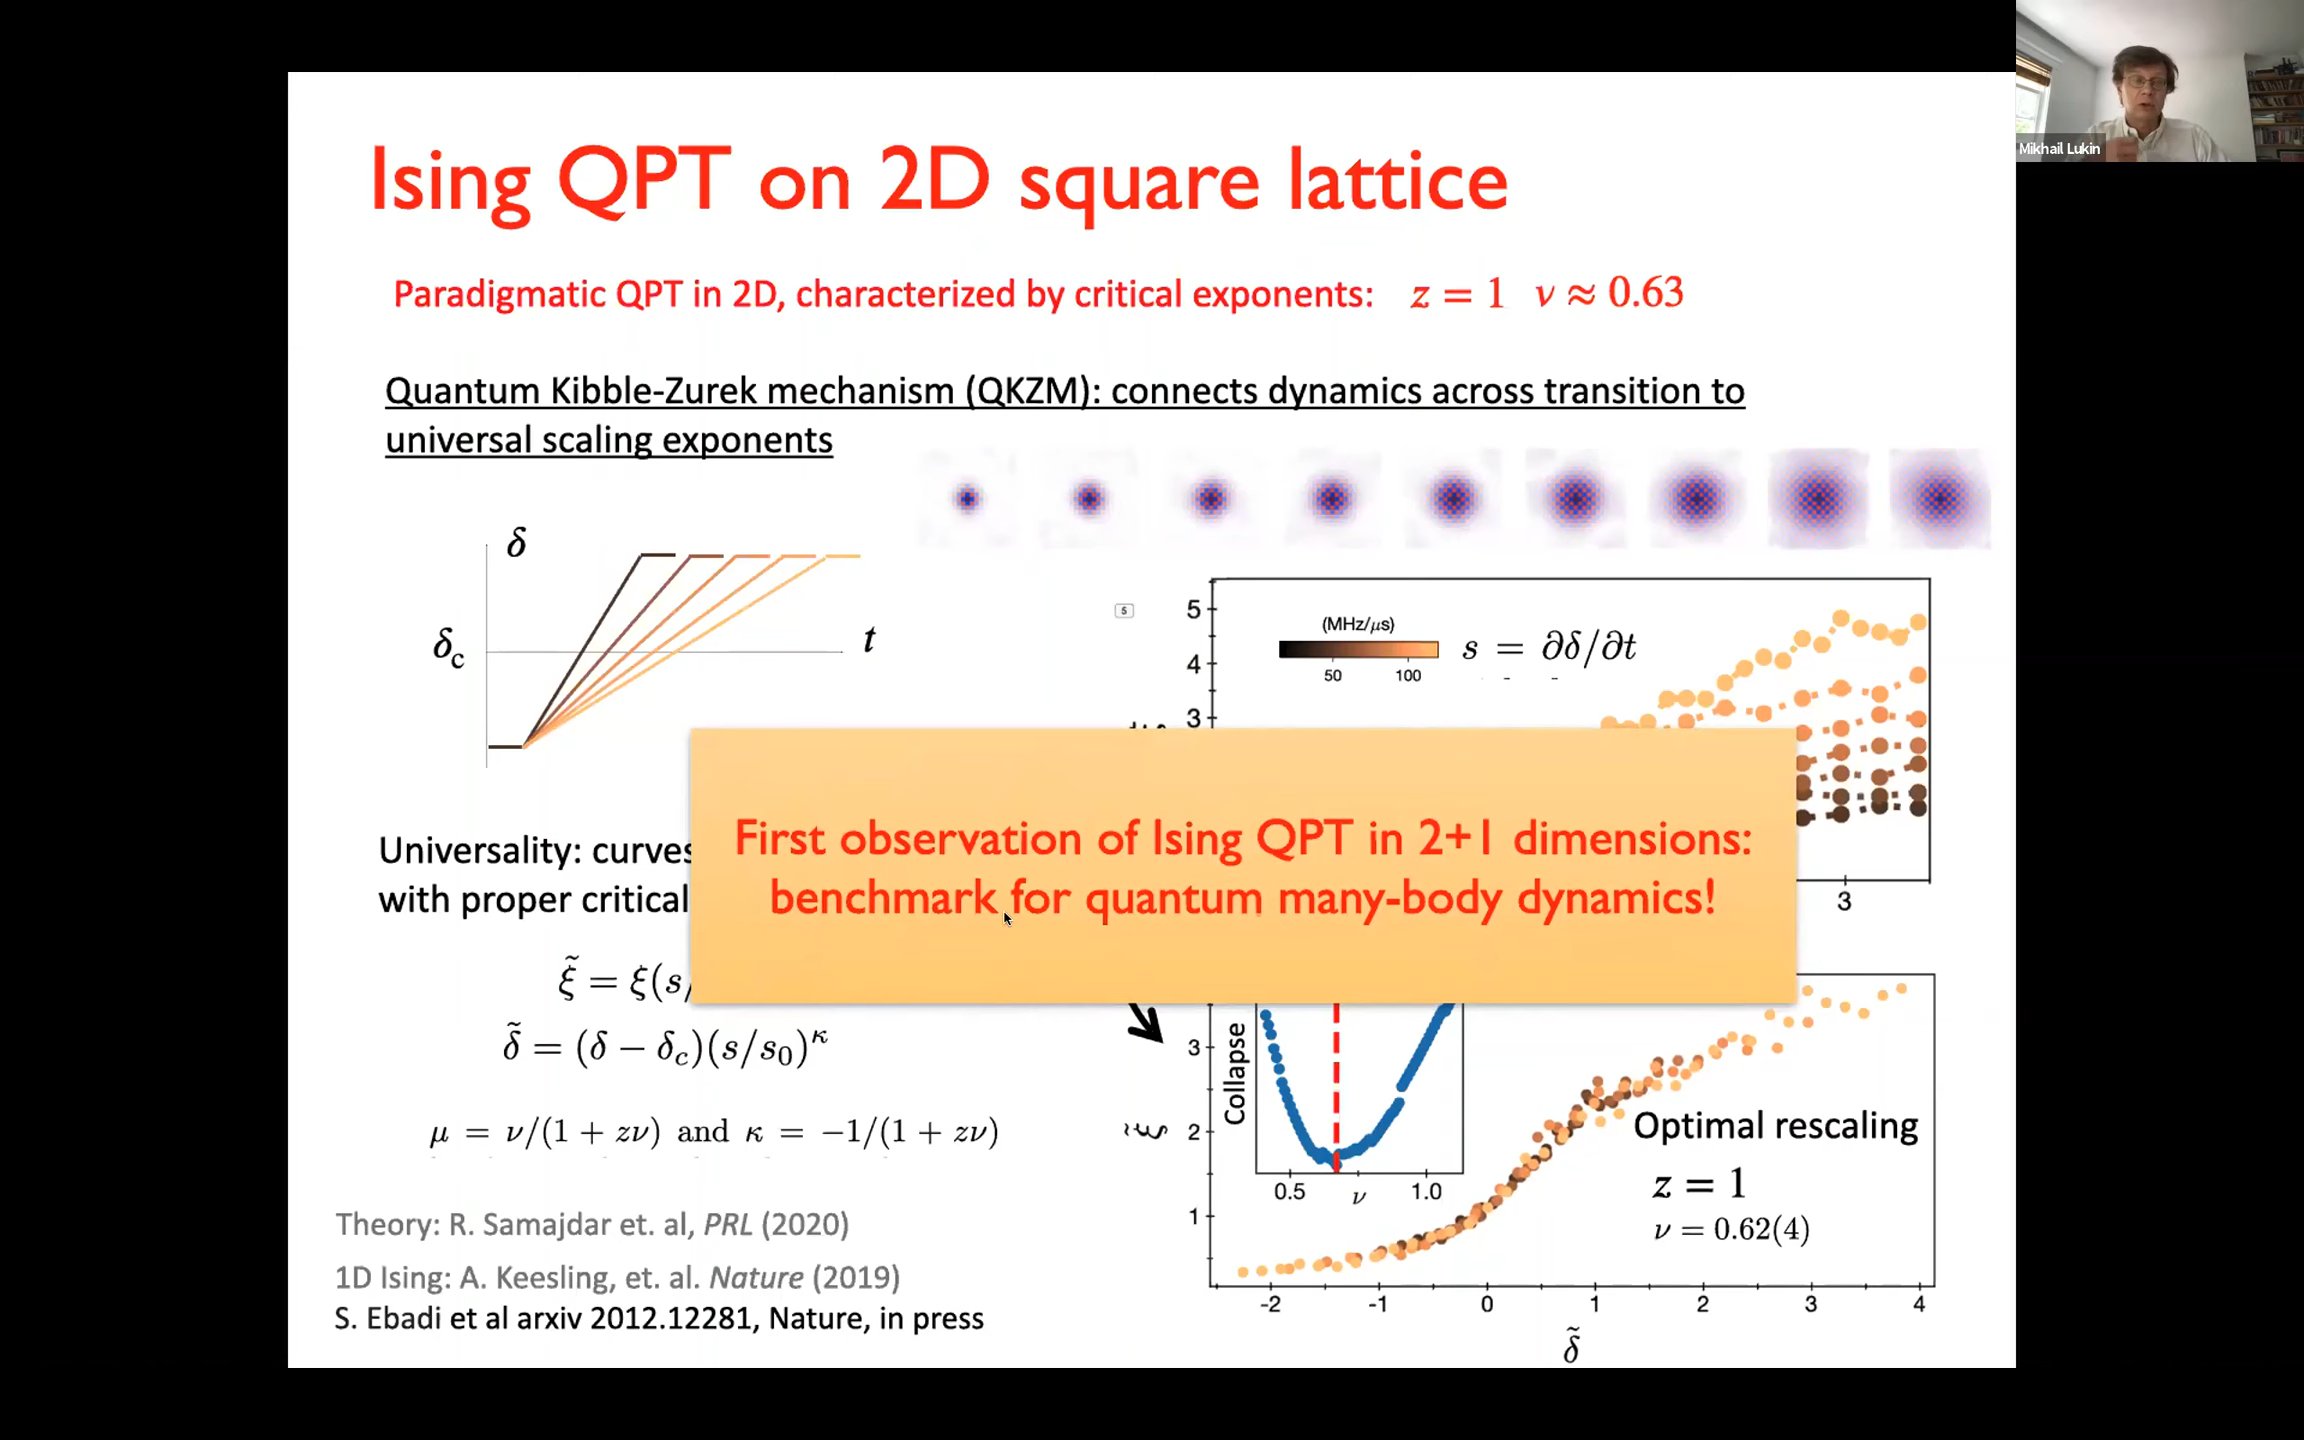 Mikhail Lukin
Ising QPT on 2D square lattice
Paradigmatic QPT in 2D, characterized by critical exponents: z = 1 ν ≈ 0.63
Quantum Kibble-Zurek mechanism (QKZM): connects dynamics across transition to
universal scaling exponents
δ
δc
t
5
5
4
3
(MHz/μs)
50 100
s = ∂δ/∂t
3
First observation of Ising QPT in 2+1 dimensions:
benchmark for quantum many-body dynamics!
Universality: curves
with proper critical
ξ̃ = ξ(s/
δ̃ = (δ − δc)(s/s0)^κ
μ = ν/(1 + zν) and κ = −1/(1 + zν)
Theory: R. Samajdar et. al, PRL (2020)
1D Ising: A. Keesling, et. al. Nature (2019)
S. Ebadi et al arxiv 2012.12281, Nature, in press
ξ̃
3
2
1
Collapse
0.5 ν 1.0
Optimal rescaling
z = 1
ν = 0.62(4)
-2 -1 0 1 2 3 4
δ̃